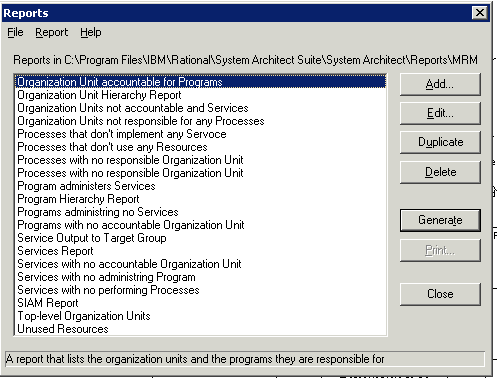 Reports
File Report Help
Reports in C:\Program Files\IBM\Rational\System Architect Suite\System Architect\Reports\MRM
Organization Unit accountable for Programs
Organization Unit Hierarchy Report
Organization Units not accountable and Services
Organization Units not responsible for any Processes
Processes that don't implement any Servoce
Processes that don't use any Resources
Processes with no responsible Organization Unit
Processes with no responsible Organization Unit
Program administers Services
Program Hierarchy Report
Programs administring no Services
Programs with no accountable Organization Unit
Service Output to Target Group
Services Report
Services with no accountable Organization Unit
Services with no administring Program
Services with no performing Processes
SIAM Report
Top-level Organization Units
Unused Resources
Add...
Edit...
Duplicate
Delete
Generate
Print...
Close
A report that lists the organization units and the programs they are responsible for